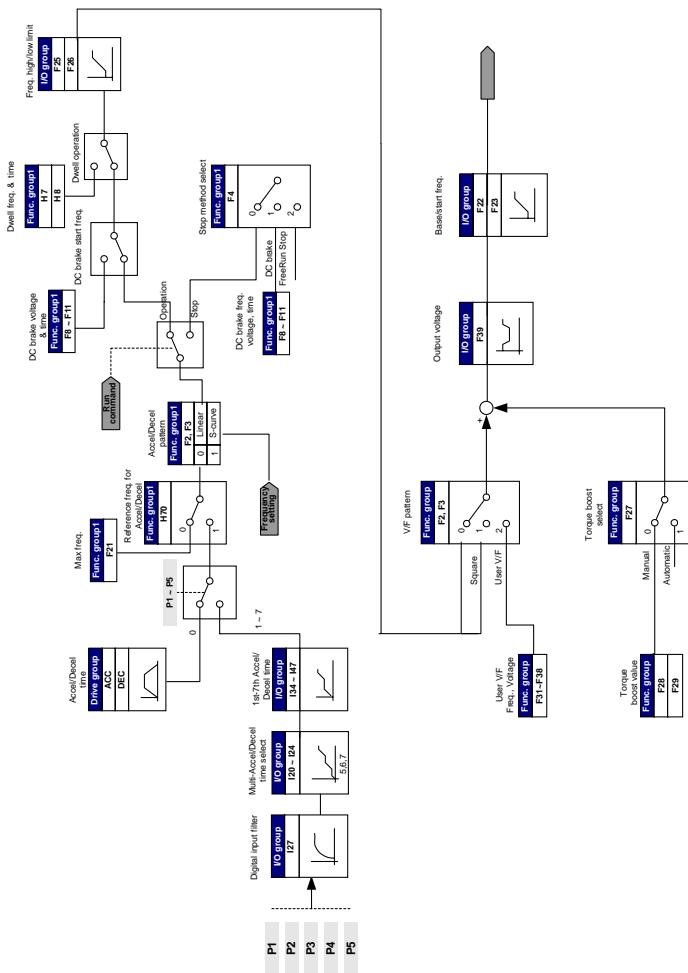 P1
P2
P3
P4
P5
Digital input filter
I/O group
I27
Multi-Accel/Decel
time select
I/O group
I20 ~ I24
5,6,7
1st-7th Accel/
Decel time
I/O group
I34 ~ I47
Accel/Decel
time
Drive group
ACC
DEC
0
1 ~ 7
P1 ~ P5
Max freq.
Func. group1
F21
Reference freq. for
Accel/Decel
Func. group1
H70
0
1
Accel/Decel
pattern
Func. group1
F2, F3
0
Linear
1
S-curve
Frequency
setting
Run
command
Operation
Stop
DC brake voltage
& time
Func. group1
F8 ~ F11
DC brake start freq.
Dwell freq. & time
Func. group1
H7
H8
Dwell operation
Freq. high/low limit
I/O group
F25
F26
Stop method select
Func. group1
F4
0
1
2
DC brake
FreeRun Stop
DC brake freq.
voltage, time
Func. group1
F8 ~ F11
User V/F
Freq., Voltage
Func. group
F31~F38
V/F pattern
Func. group
F2, F3
0
1
2
Square
User V/F
+
Output voltage
I/O group
F39
Base/start freq.
I/O group
F22
F23
Torque
boost value
Func. group
F28
F29
Torque boost
select
Func. group
F27
0
1
Manual
Automatic